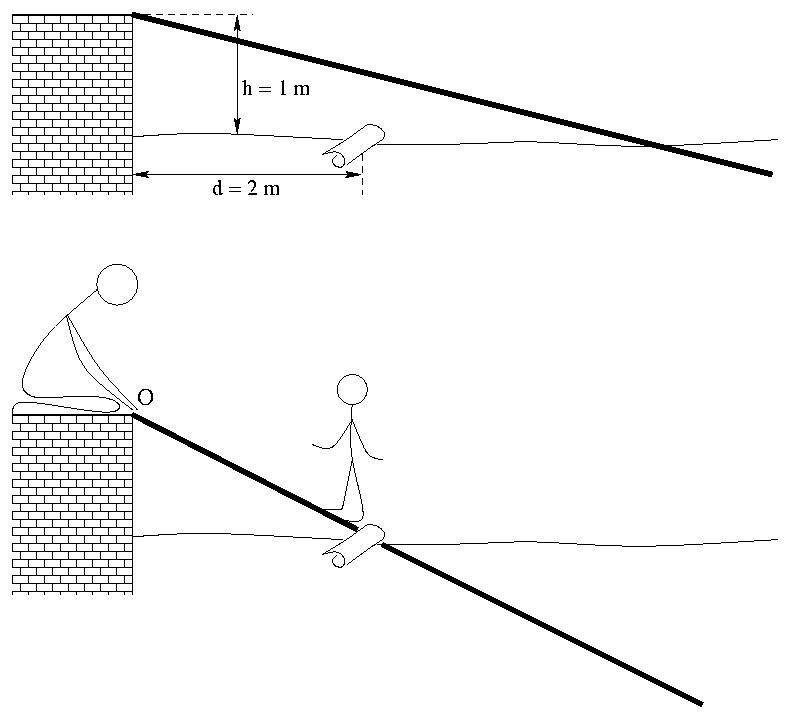 h = 1 m
d = 2 m
O